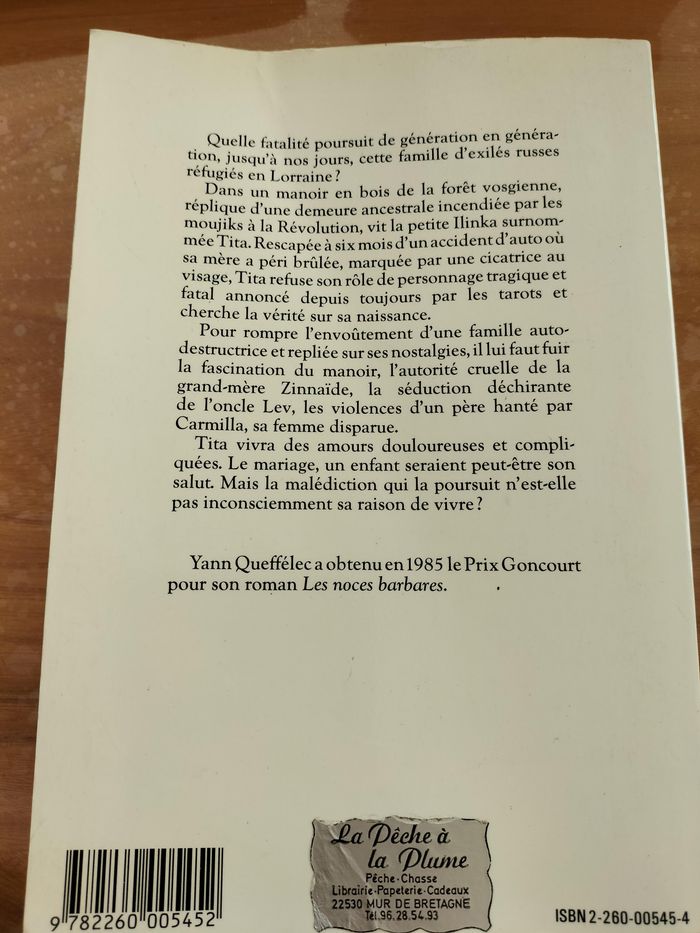 Quelle fatalité poursuit de génération en généra-
tion, jusqu'à nos jours, cette famille d'exilés russes
réfugiés en Lorraine ?
Dans un manoir en bois de la forêt vosgienne,
réplique d'une demeure ancestrale incendiée par les
moujiks à la Révolution, vit la petite Ilinka surnom-
mée Tita. Rescapée à six mois d'un accident d'auto où
sa mère a péri brûlée, marquée par une cicatrice au
visage, Tita refuse son rôle de personnage tragique et
fatal annoncé depuis toujours par les tarots et
cherche la vérité sur sa naissance.
Pour rompre l'envoûtement d'une famille auto-
destructrice et repliée sur ses nostalgies, il lui faut fuir
la fascination du manoir, l'autorité cruelle de la
grand-mère Zinnaïde, la séduction déchirante
de l'oncle Lev, les violences d'un père hanté par
Carmilla, sa femme disparue.
Tita vivra des amours douloureuses et compli-
quées. Le mariage, un enfant seraient peut-être son
salut. Mais la malédiction qui la poursuit n'est-elle
pas inconsciemment sa raison de vivre ?
Yann Queffélec a obtenu en 1985 le Prix Goncourt
pour son roman Les noces barbares.
La Pêche à
la Plume
Pêche-Chasse
Librairie-Papeterie-Cadeaux
22530 MUR DE BRETAGNE
Tél. 96.28.54.93
9 782260 005452
ISBN 2-260-00545-4